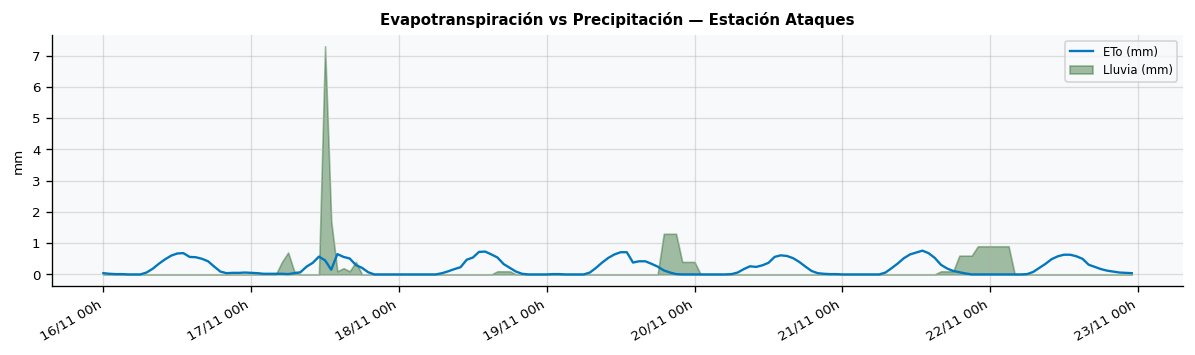 Evapotranspiración vs Precipitación — Estación Ataques
ETo (mm)
Lluvia (mm)
mm
7
6
5
4
3
2
1
0
16/11 00h
17/11 00h
18/11 00h
19/11 00h
20/11 00h
21/11 00h
22/11 00h
23/11 00h